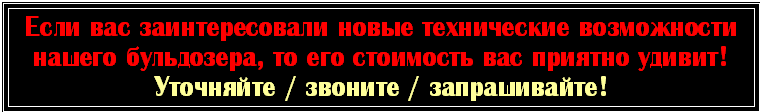 Если вас заинтересовали новые технические возможности
нашего бульдозера, то его стоимость вас приятно удивит!
Уточняйте / звоните / запрашивайте!